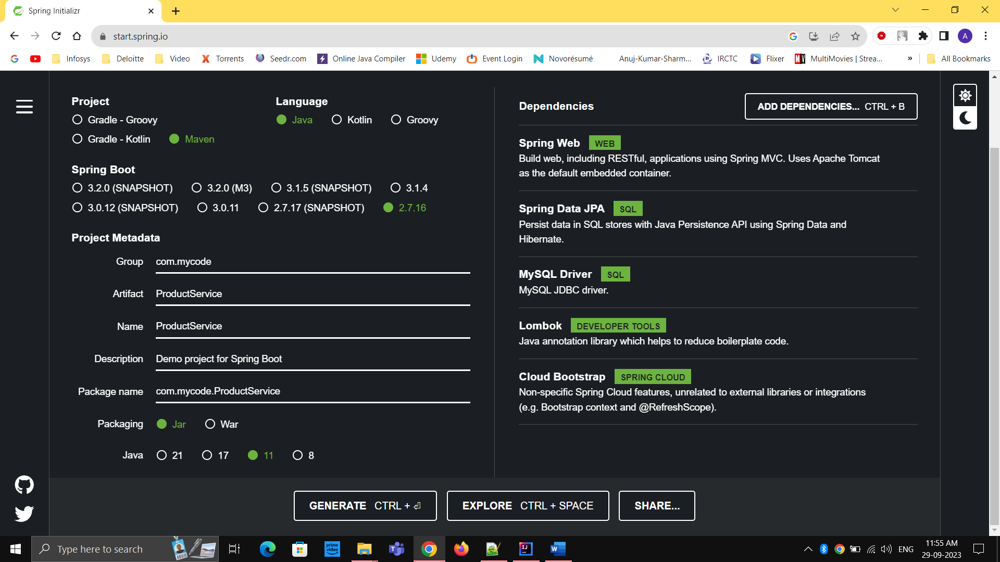 Spring Initializr
start.spring.io
A
Infosys Deloitte Video Torrents Seedr.com Online Java Compiler Udemy Event Login Novorésumé Anuj-Kumar-Sharm... IRCTC Flixer MultiMovies | Strea... » All Bookmarks
Project
Gradle - Groovy
Gradle - Kotlin Maven
Language
Java Kotlin Groovy
Spring Boot
3.2.0 (SNAPSHOT) 3.2.0 (M3) 3.1.5 (SNAPSHOT) 3.1.4
3.0.12 (SNAPSHOT) 3.0.11 2.7.17 (SNAPSHOT) 2.7.16
Project Metadata
Group com.mycode
Artifact ProductService
Name ProductService
Description Demo project for Spring Boot
Package name com.mycode.ProductService
Packaging Jar War
Java 21 17 11 8
Dependencies
ADD DEPENDENCIES... CTRL + B
Spring Web WEB
Build web, including RESTful, applications using Spring MVC. Uses Apache Tomcat
as the default embedded container.
Spring Data JPA SQL
Persist data in SQL stores with Java Persistence API using Spring Data and
Hibernate.
MySQL Driver SQL
MySQL JDBC driver.
Lombok DEVELOPER TOOLS
Java annotation library which helps to reduce boilerplate code.
Cloud Bootstrap SPRING CLOUD
Non-specific Spring Cloud features, unrelated to external libraries or integrations
(e.g. Bootstrap context and @RefreshScope).
GENERATE CTRL + ⏎
EXPLORE CTRL + SPACE
SHARE...
Type here to search
prime video
ENG
11:55 AM
29-09-2023